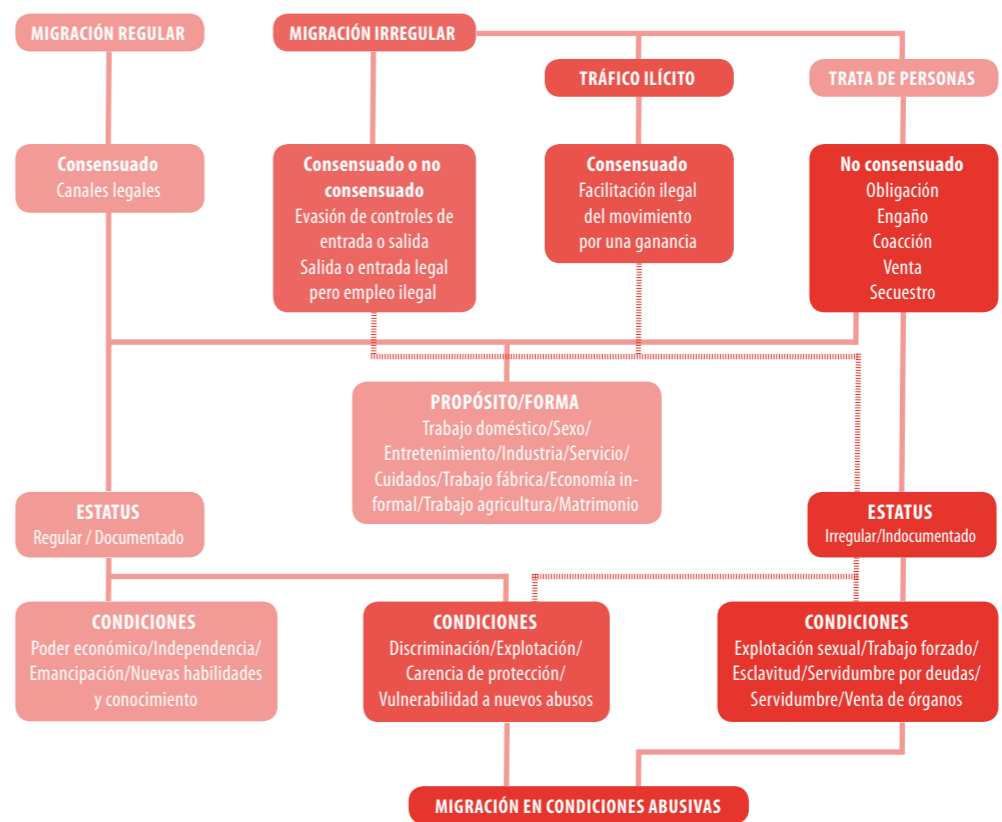 MIGRACIÓN REGULAR
MIGRACIÓN IRREGULAR
TRÁFICO ILÍCITO
TRATA DE PERSONAS
Consensuado
Canales legales
Consensuado o no
consensuado
Evasión de controles de
entrada o salida
Salida o entrada legal
pero empleo ilegal
Consensuado
Facilitación ilegal
del movimiento
por una ganancia
No consensuado
Obligación
Engaño
Coacción
Venta
Secuestro
PROPÓSITO/FORMA
Trabajo doméstico/Sexo/
Entretenimiento/Industria/Servicio/
Cuidados/Trabajo fábrica/Economía in-
formal/Trabajo agricultura/Matrimonio
ESTATUS
Regular / Documentado
ESTATUS
Irregular/Indocumentado
CONDICIONES
Poder económico/Independencia/
Emancipación/Nuevas habilidades
y conocimiento
CONDICIONES
Discriminación/Explotación/
Carencia de protección/
Vulnerabilidad a nuevos abusos
CONDICIONES
Explotación sexual/Trabajo forzado/
Esclavitud/Servidumbre por deudas/
Servidumbre/Venta de órganos
MIGRACIÓN EN CONDICIONES ABUSIVAS